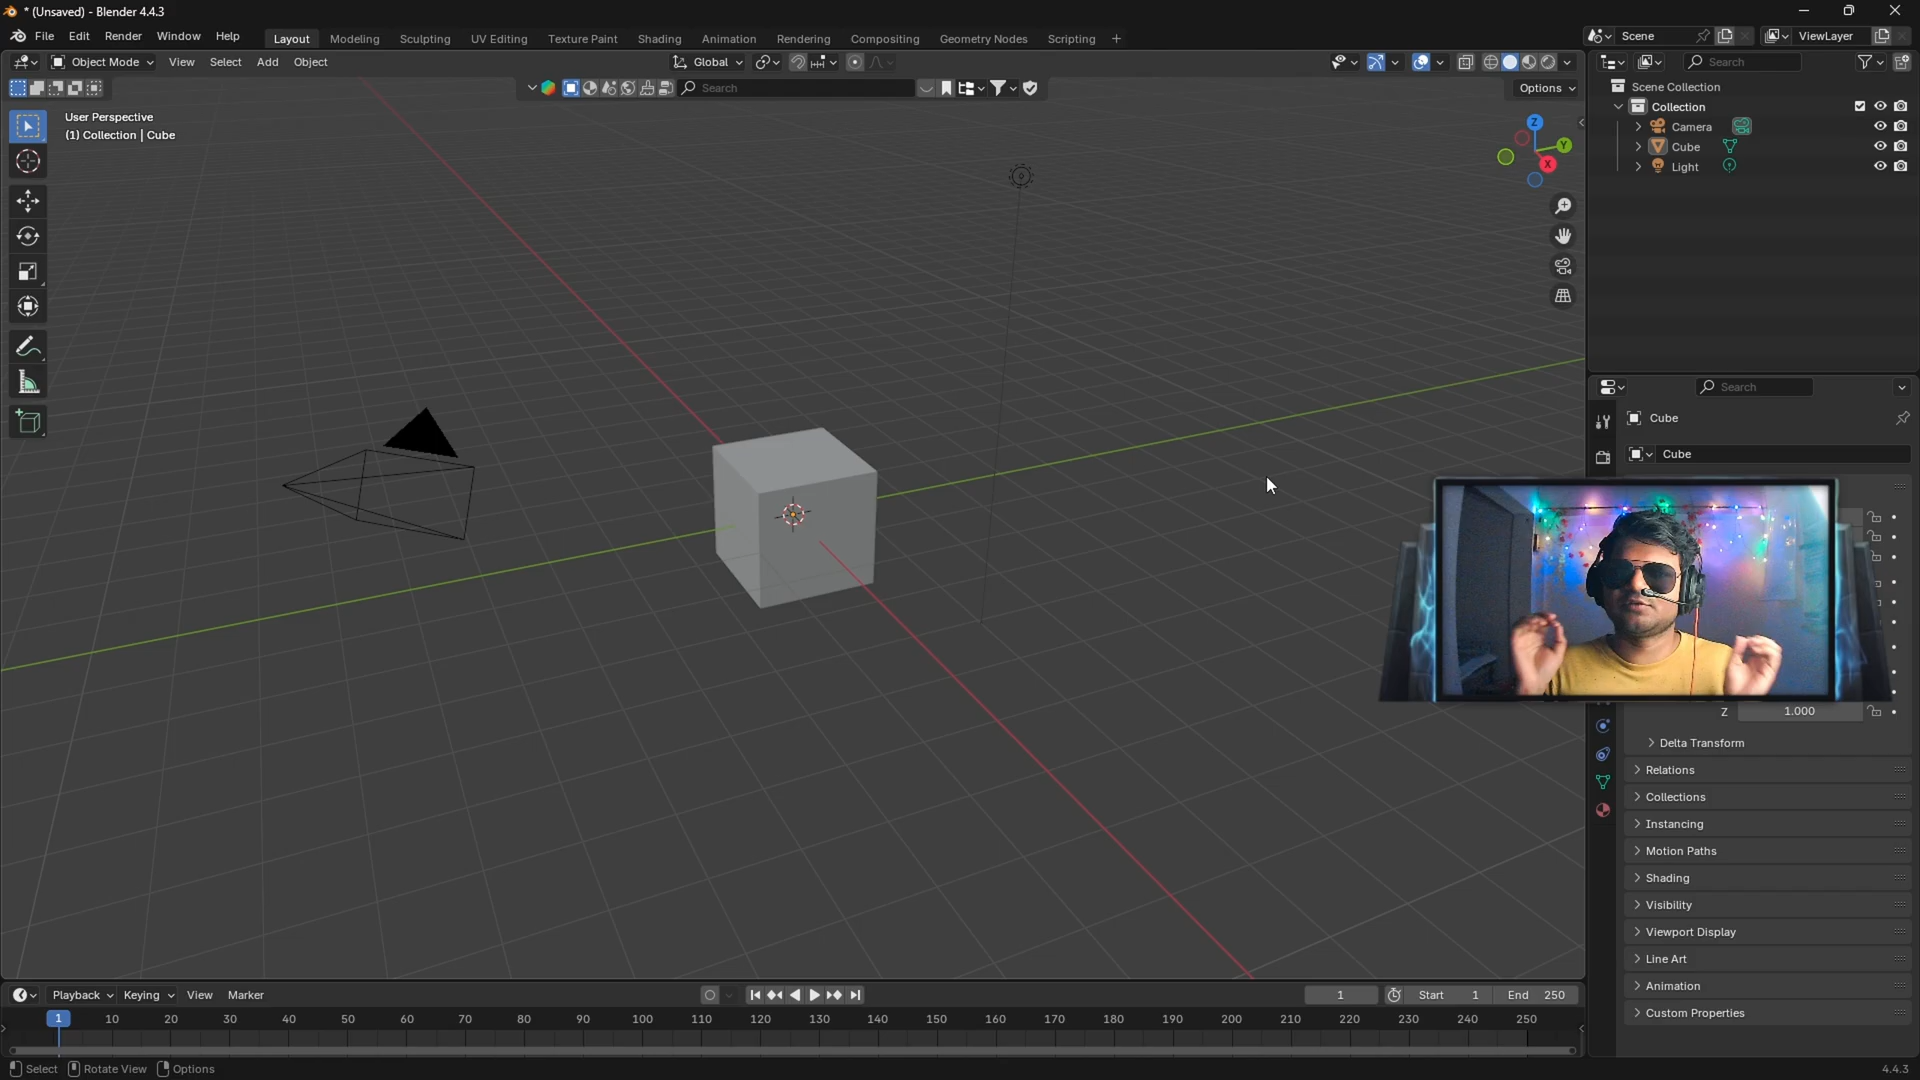 * (Unsaved) - Blender 4.4.3
File Edit Render Window Help Layout Modeling Sculpting UV Editing Texture Paint Shading Animation Rendering Compositing Geometry Nodes Scripting + Scene ViewLayer
Object Mode View Select Add Object Global Search
Search Options
User Perspective
(1) Collection | Cube
Z
Y
X
Scene Collection
Collection
Camera
Cube
Light
Search
Cube
Cube
Z 1.000
Delta Transform
Relations
Collections
Instancing
Motion Paths
Shading
Visibility
Viewport Display
Line Art
Animation
Custom Properties
Playback Keying View Marker 1 Start 1 End 250
1 10 20 30 40 50 60 70 80 90 100 110 120 130 140 150 160 170 180 190 200 210 220 230 240 250
Select Rotate View Options 4.4.3